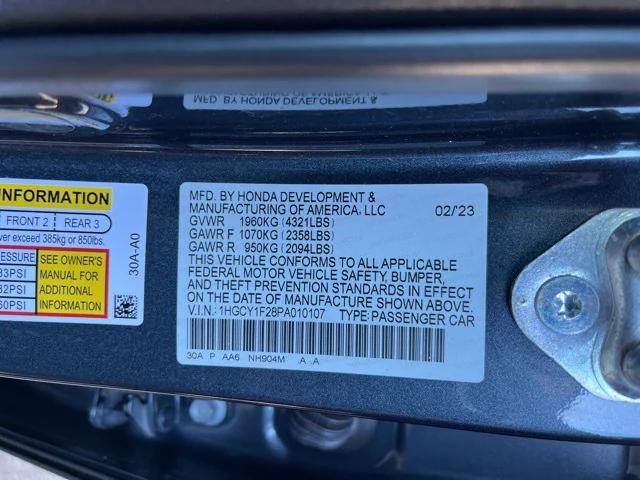 MFD. BY HONDA DEVELOPMENT &
INFORMATION
FRONT 2 REAR 3
385kg or 850lbs.
SEE OWNER'S
MANUAL FOR
ADDITIONAL
INFORMATION
30A-A0
MFD. BY HONDA DEVELOPMENT &
MANUFACTURING OF AMERICA, LLC 02/23
GVWR 1960KG (4321LBS)
GAWR F 1070KG (2358LBS)
GAWR R 950KG (2094LBS)
THIS VEHICLE CONFORMS TO ALL APPLICABLE
FEDERAL MOTOR VEHICLE SAFETY, BUMPER,
AND THEFT PREVENTION STANDARDS IN EFFECT
ON THE DATE OF MANUFACTURE SHOWN ABOVE.
V.I.N.: 1HGCY1F28PA010107 TYPE: PASSENGER CAR
30A P AA6 NH904M .A .A